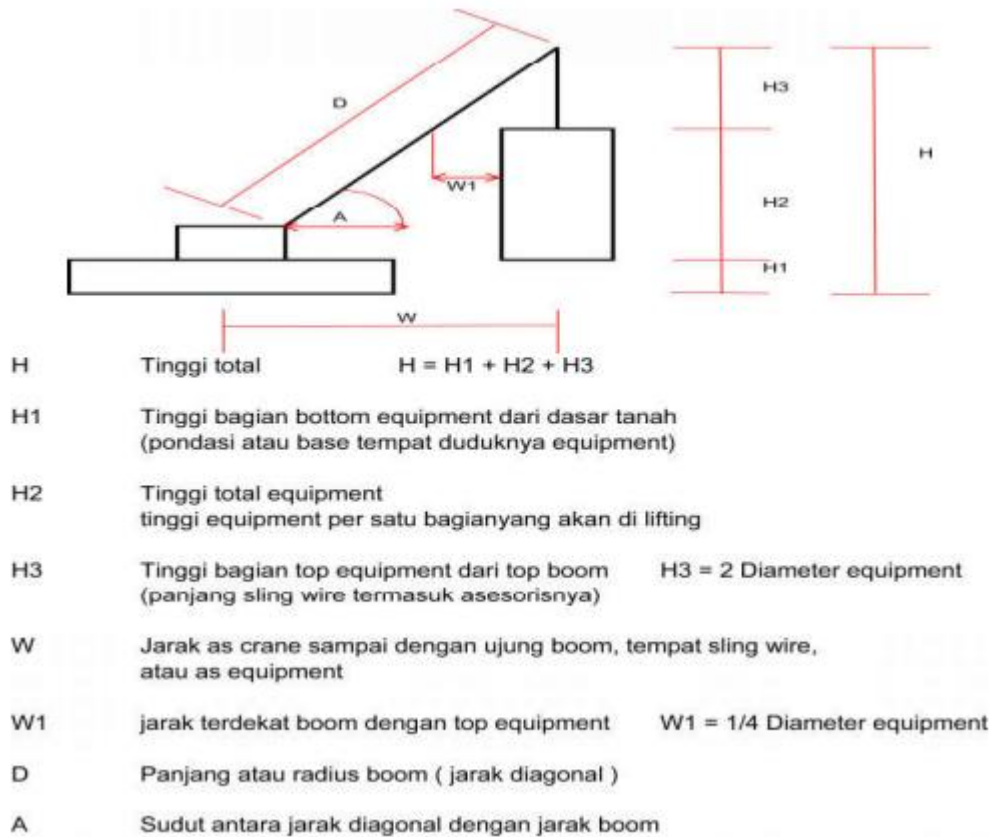 D
H3
H
W1
H2
A
H1
W
H Tinggi total H = H1 + H2 + H3
H1 Tinggi bagian bottom equipment dari dasar tanah
(pondasi atau base tempat duduknya equipment)
H2 Tinggi total equipment
tinggi equipment per satu bagianyang akan di lifting
H3 Tinggi bagian top equipment dari top boom H3 = 2 Diameter equipment
(panjang sling wire termasuk asesorisnya)
W Jarak as crane sampai dengan ujung boom, tempat sling wire,
atau as equipment
W1 jarak terdekat boom dengan top equipment W1 = 1/4 Diameter equipment
D Panjang atau radius boom ( jarak diagonal )
A Sudut antara jarak diagonal dengan jarak boom